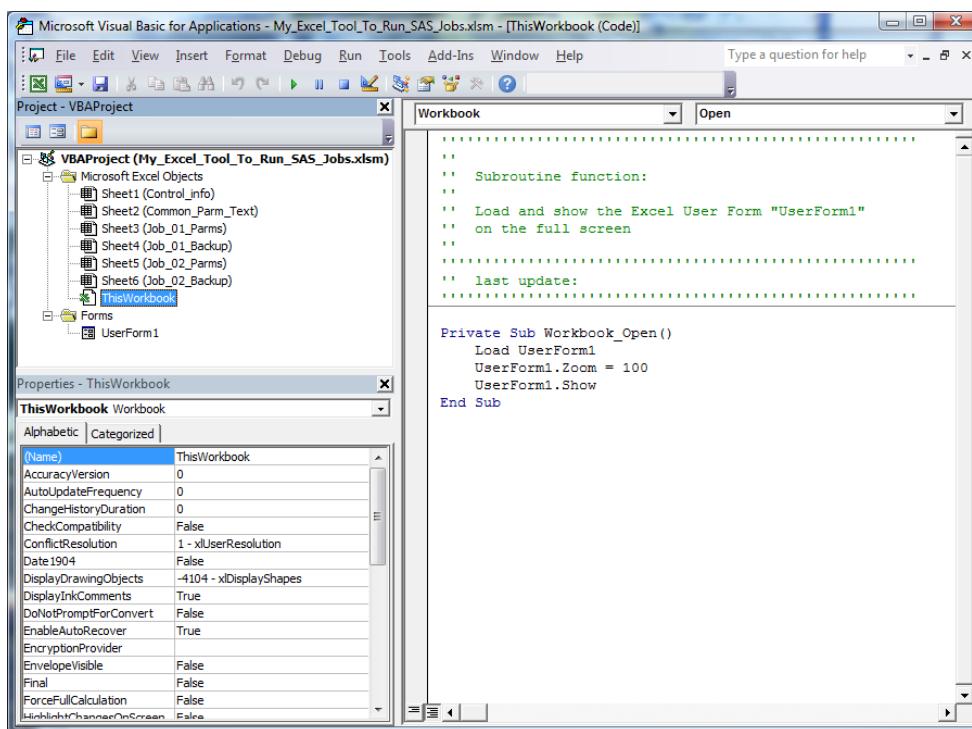 Microsoft Visual Basic for Applications - My_Excel_Tool_To_Run_SAS_Jobs.xlsm - [ThisWorkbook (Code)]
File Edit View Insert Format Debug Run Tools Add-Ins Window Help Type a question for help
Project - VBAProject
VBAProject (My_Excel_Tool_To_Run_SAS_Jobs.xlsm)
Microsoft Excel Objects
Sheet1 (Control_info)
Sheet2 (Common_Parm_Text)
Sheet3 (Job_01_Parms)
Sheet4 (Job_01_Backup)
Sheet5 (Job_02_Parms)
Sheet6 (Job_02_Backup)
ThisWorkbook
Forms
UserForm1
Properties - ThisWorkbook
ThisWorkbook Workbook
Alphabetic Categorized
(Name) ThisWorkbook
AccuracyVersion 0
AutoUpdateFrequency 0
ChangeHistoryDuration 0
CheckCompatibility False
ConflictResolution 1 - xlUserResolution
Date1904 False
DisplayDrawingObjects -4104 - xlDisplayShapes
DisplayInkComments True
DoNotPromptForConvert False
EnableAutoRecover True
EncryptionProvider
EnvelopeVisible False
Final False
ForceFullCalculation False
HighlightChangesOnScreen False
Workbook Open
''''''''''''''''''''''''''''''''''''''''''''''''''''''
''
'' Subroutine function:
''
'' Load and show the Excel User Form "UserForm1"
'' on the full screen
''
''''''''''''''''''''''''''''''''''''''''''''''''''''''
'' last update:
''''''''''''''''''''''''''''''''''''''''''''''''''''''
Private Sub Workbook_Open()
Load UserForm1
UserForm1.Zoom = 100
UserForm1.Show
End Sub